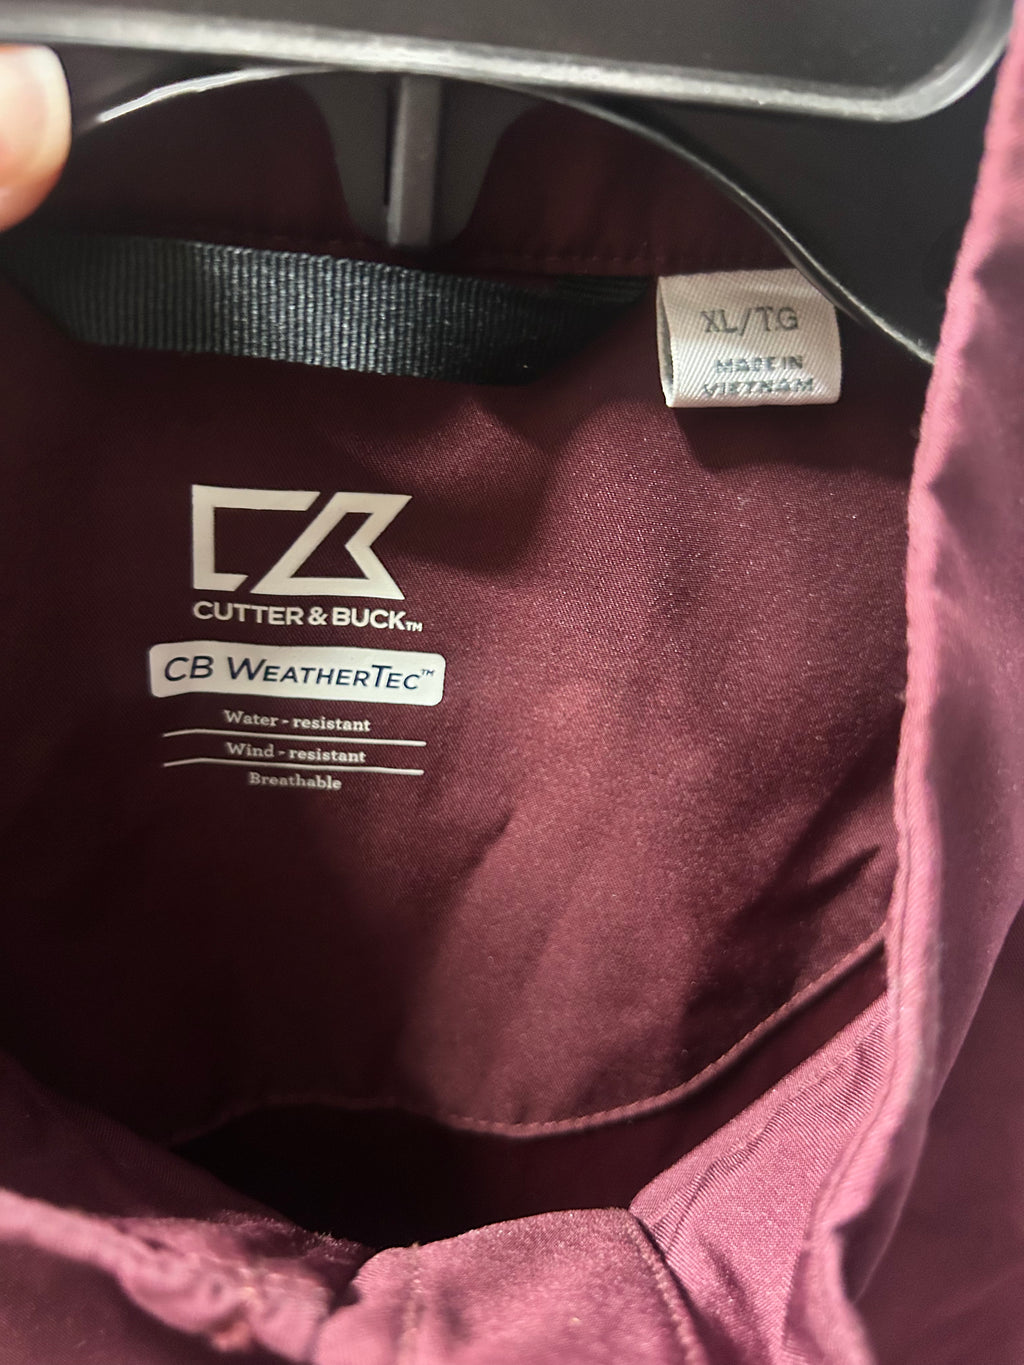 XL/TG
MADE IN
VIETNAM
CB
CUTTER & BUCK™
CB WEATHERTEC™
Water - resistant
Wind - resistant
Breathable